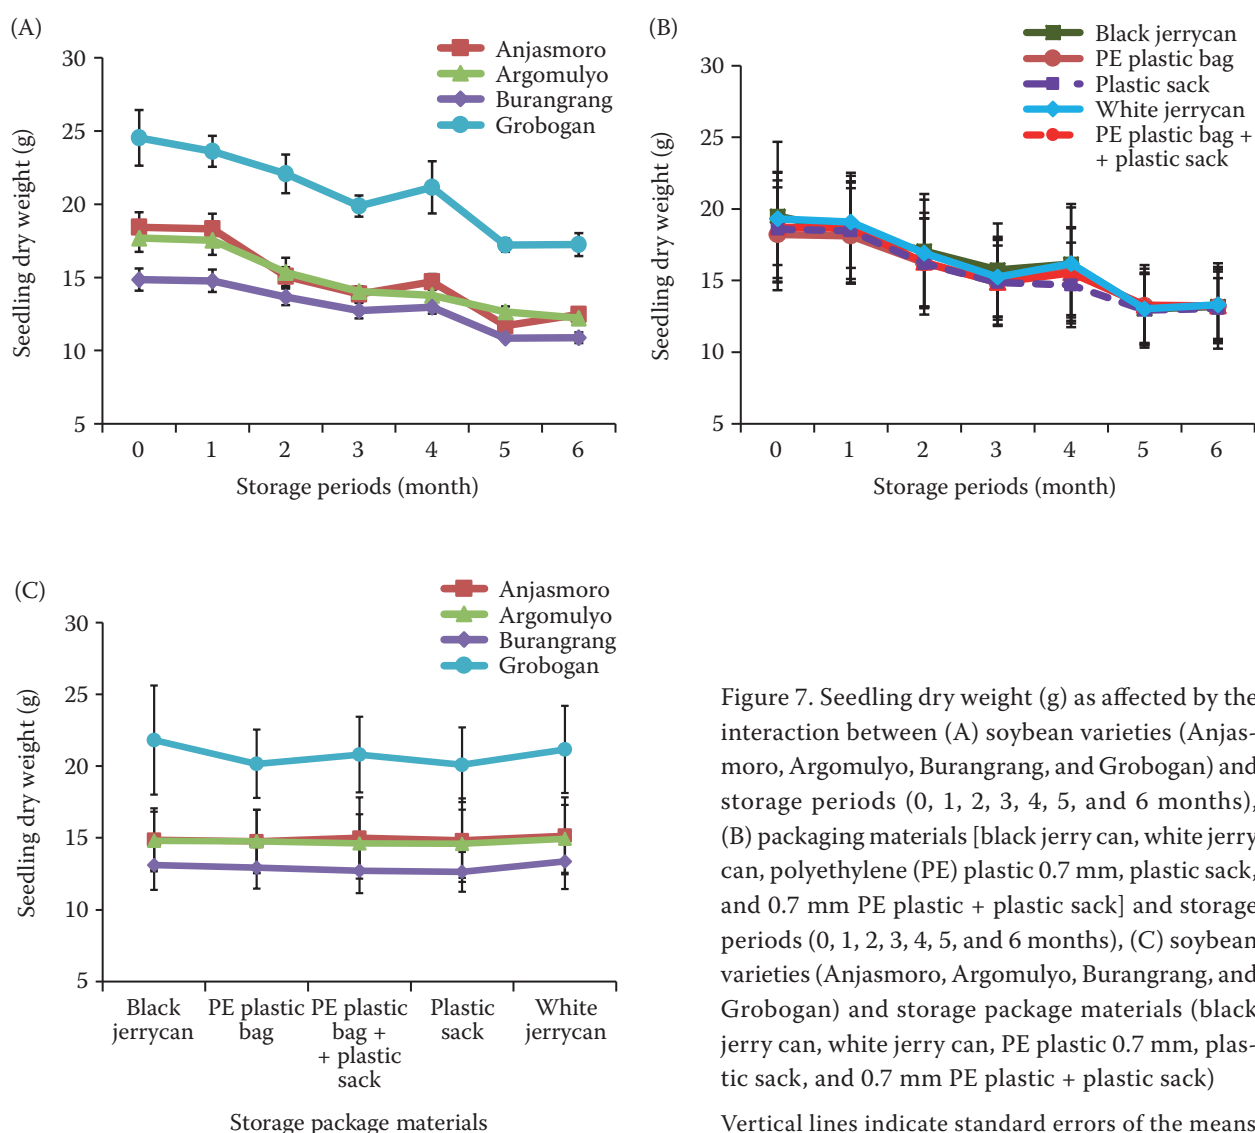 (A)
Anjasmoro
Argomulyo
Burangrang
Grobogan
30
25
20
15
10
5
Seedling dry weight (g)
0 1 2 3 4 5 6
Storage periods (month)
(B)
Black jerrycan
PE plastic bag
Plastic sack
White jerrycan
PE plastic bag +
+ plastic sack
30
25
20
15
10
5
Seedling dry weight (g)
0 1 2 3 4 5 6
Storage periods (month)
(C)
Anjasmoro
Argomulyo
Burangrang
Grobogan
30
25
20
15
10
5
Seedling dry weight (g)
Black
jerrycan
PE plastic
bag
PE plastic
bag +
+ plastic
sack
Plastic
sack
White
jerrycan
Storage package materials
Figure 7. Seedling dry weight (g) as affected by the
interaction between (A) soybean varieties (Anjas-
moro, Argomulyo, Burangrang, and Grobogan) and
storage periods (0, 1, 2, 3, 4, 5, and 6 months),
(B) packaging materials [black jerry can, white jerry
can, polyethylene (PE) plastic 0.7 mm, plastic sack,
and 0.7 mm PE plastic + plastic sack] and storage
periods (0, 1, 2, 3, 4, 5, and 6 months), (C) soybean
varieties (Anjasmoro, Argomulyo, Burangrang, and
Grobogan) and storage package materials (black
jerry can, white jerry can, PE plastic 0.7 mm, plas-
tic sack, and 0.7 mm PE plastic + plastic sack)
Vertical lines indicate standard errors of the means